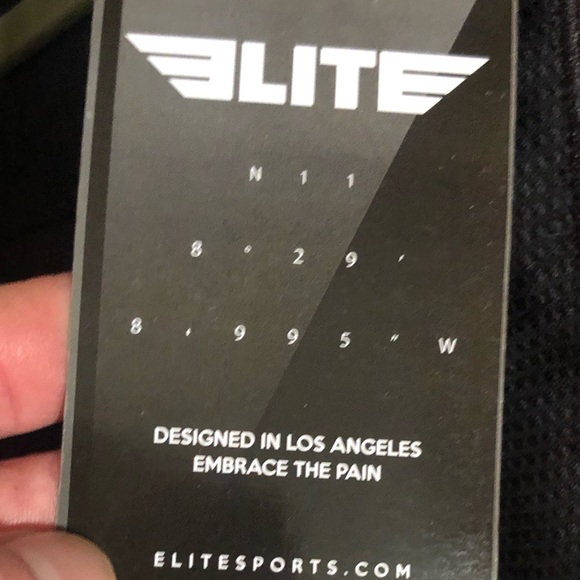 ELITE
N 1 1
8 ° 2 9 '
8 . 9 9 5 " W
DESIGNED IN LOS ANGELES
EMBRACE THE PAIN
ELITESPORTS.COM